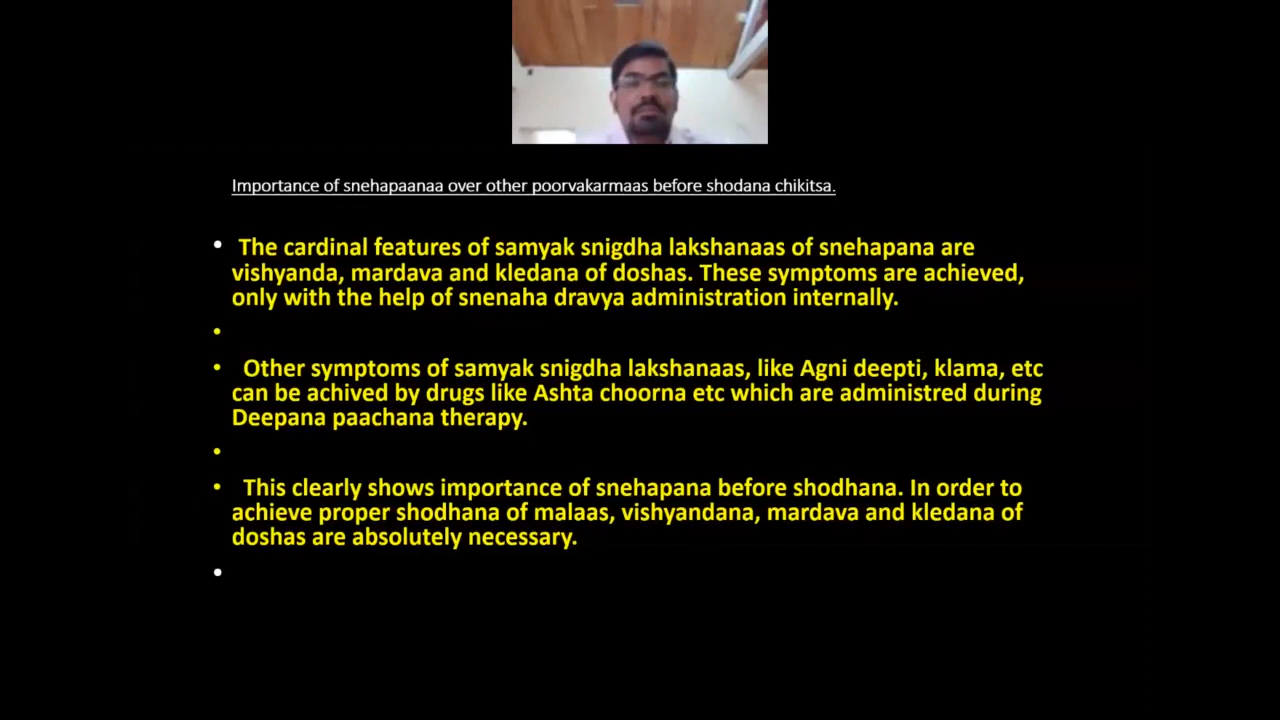 Importance of snehapaanaa over other poorvakarmaas before shodana chikitsa.
• The cardinal features of samyak snigdha lakshanaas of snehapana are
vishyanda, mardava and kledana of doshas. These symptoms are achieved,
only with the help of snenaha dravya administration internally.
•
• Other symptoms of samyak snigdha lakshanaas, like Agni deepti, klama, etc
can be achived by drugs like Ashta choorna etc which are administred during
Deepana paachana therapy.
•
• This clearly shows importance of snehapana before shodhana. In order to
achieve proper shodhana of malaas, vishyandana, mardava and kledana of
doshas are absolutely necessary.
•